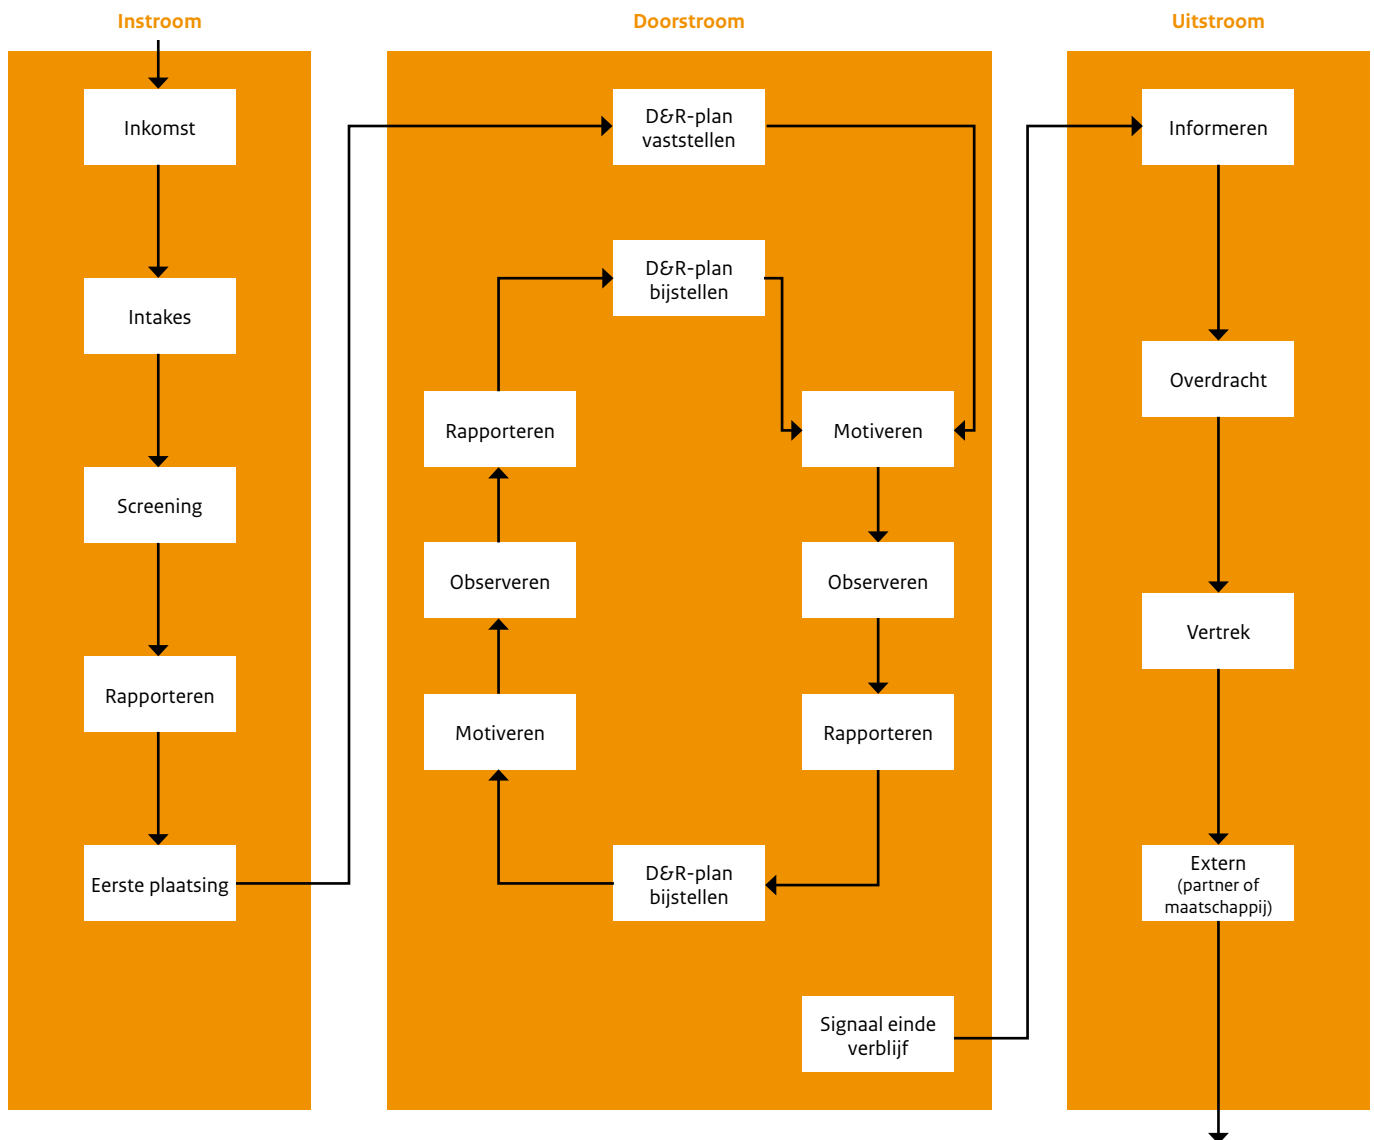 Instroom
Inkomst
Intakes
Screening
Rapporteren
Eerste plaatsing
Doorstroom
D&R-plan
vaststellen
D&R-plan
bijstellen
Rapporteren
Motiveren
Observeren
Observeren
Motiveren
Rapporteren
D&R-plan
bijstellen
Signaal einde
verblijf
Uitstroom
Informeren
Overdracht
Vertrek
Extern
(partner of
maatschappij)